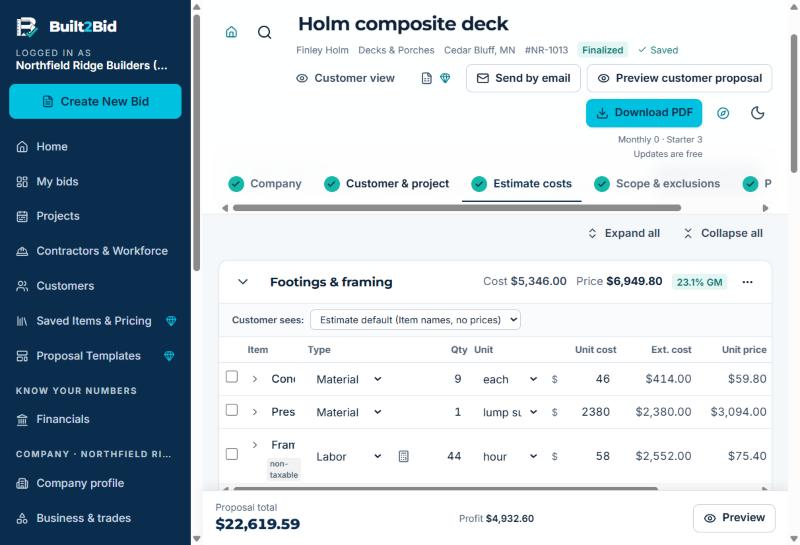 Built2Bid
LOGGED IN AS
Northfield Ridge Builders (...
Create New Bid
Home
My bids
Projects
Contractors & Workforce
Customers
Saved Items & Pricing
Proposal Templates
KNOW YOUR NUMBERS
Financials
COMPANY · NORTHFIELD RI...
Company profile
Business & trades
Holm composite deck
Finley Holm Decks & Porches Cedar Bluff, MN #NR-1013 Finalized Saved
Customer view Send by email Preview customer proposal
Download PDF
Monthly 0 · Starter 3
Updates are free
Company Customer & project Estimate costs Scope & exclusions P
Expand all Collapse all
Footings & framing Cost $5,346.00 Price $6,949.80 23.1% GM ...
Customer sees: Estimate default (Item names, no prices)
Item Type Qty Unit Unit cost Ext. cost Unit price
Material 9 each $ 46 $414.00 $59.80
Pres Material 1 lump su $ 2380 $2,380.00 $3,094.00
Fram
non-
taxable
Labor 44 hour $ 58 $2,552.00 $75.40
Proposal total
$22,619.59
Profit $4,932.60
Preview